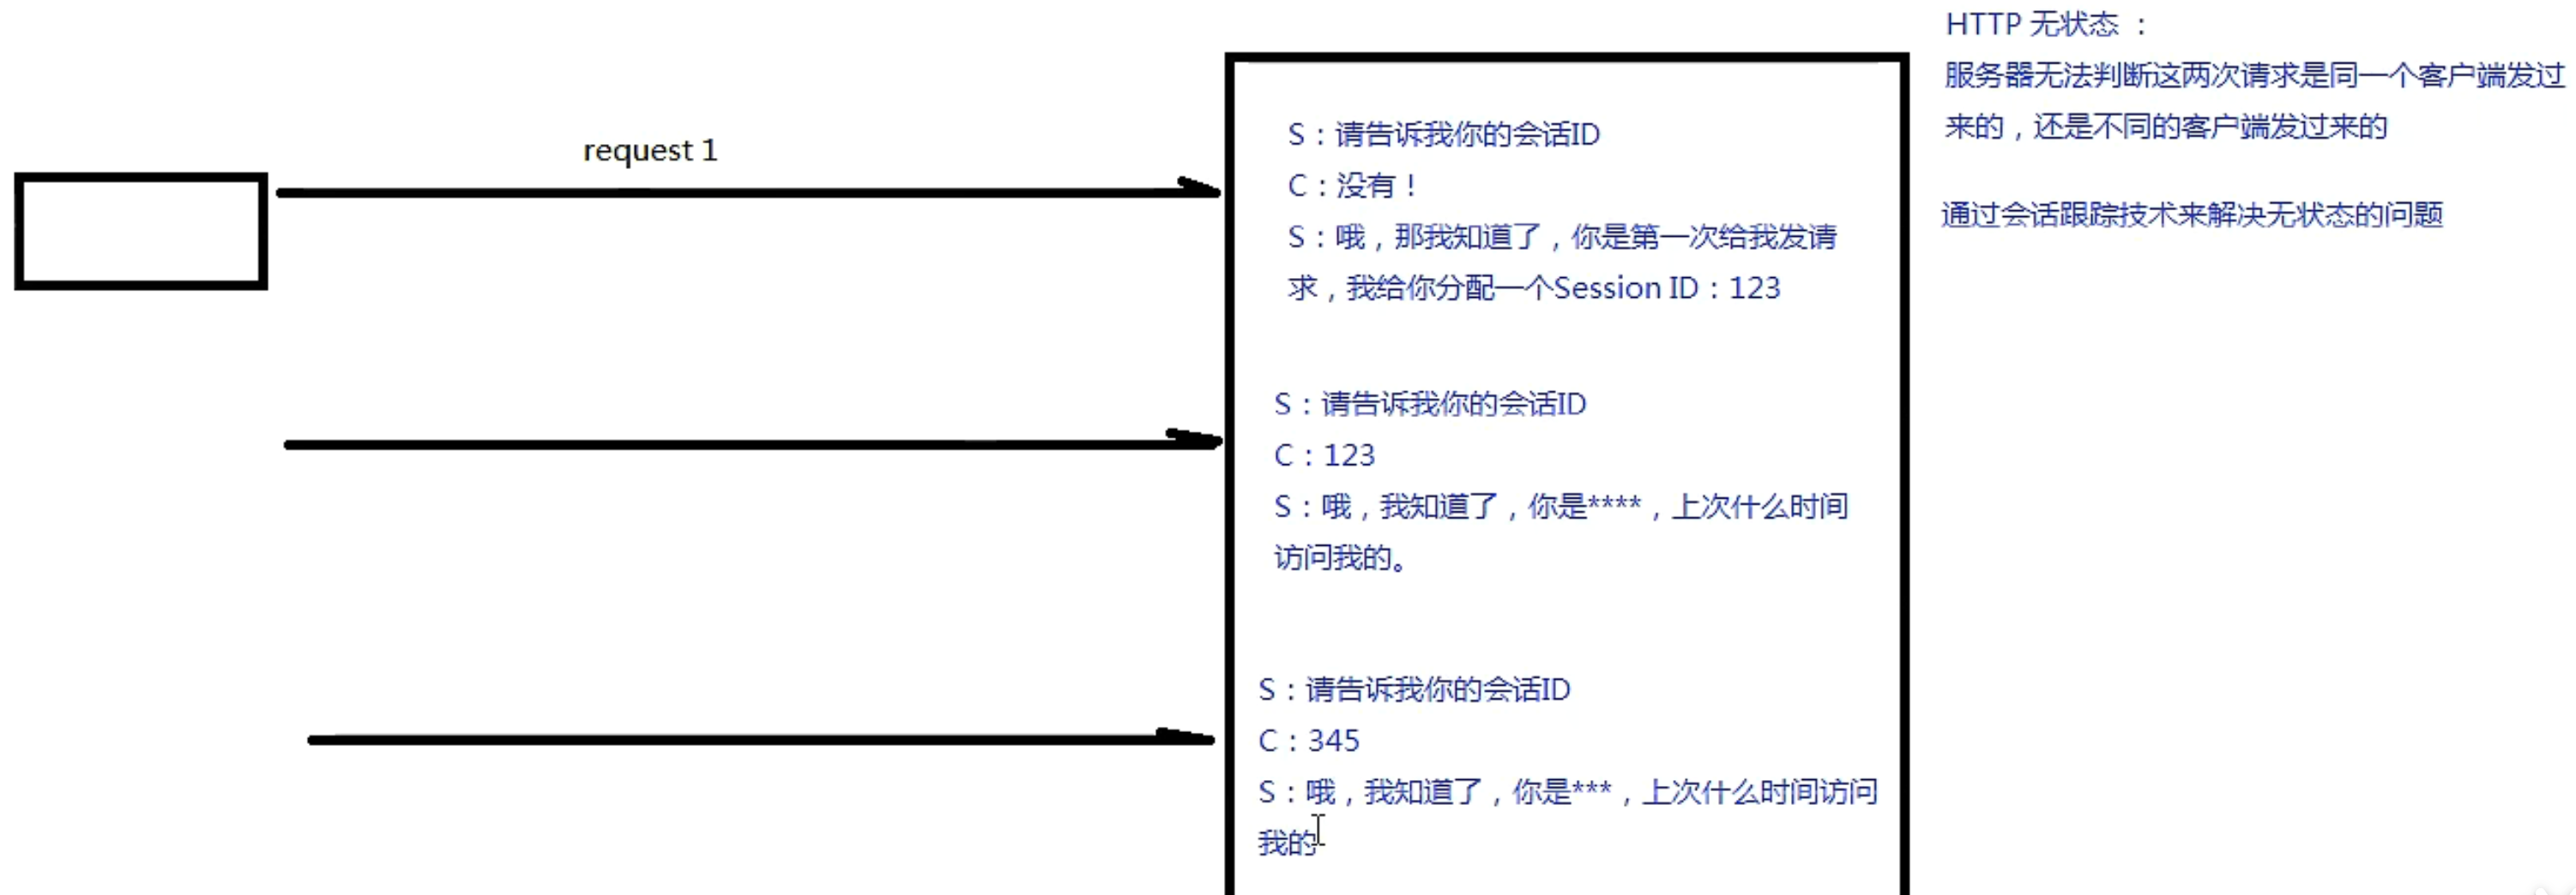 request 1
S：请告诉我你的会话ID
C：没有！
S：哦，那我知道了，你是第一次给我发请
求，我给你分配一个Session ID：123
S：请告诉我你的会话ID
C：123
S：哦，我知道了，你是****，上次什么时间
访问我的。
S：请告诉我你的会话ID
C：345
S：哦，我知道了，你是***，上次什么时间访问
我的
HTTP 无状态 ：
服务器无法判断这两次请求是同一个客户端发过
来的，还是不同的客户端发过来的
通过会话跟踪技术来解决无状态的问题